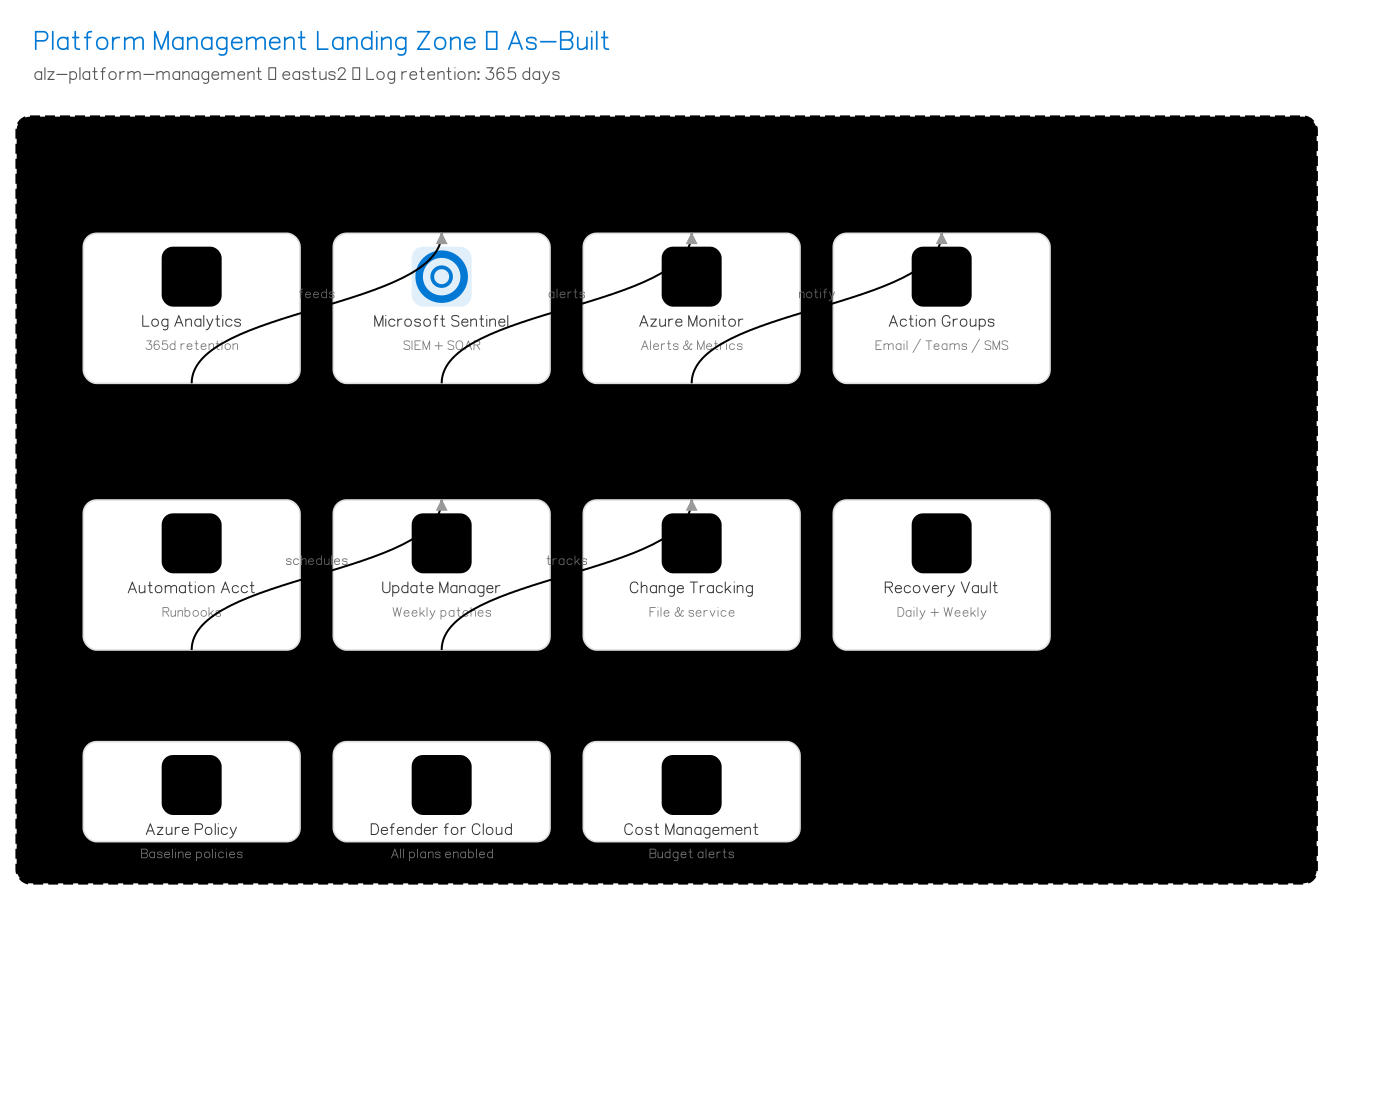 Platform Management Landing Zone ▯ As-Built
alz-platform-management ▯ eastus2 ▯ Log retention: 365 days
feeds
alerts
notify
Log Analytics
365d retention
Microsoft Sentinel
SIEM + SOAR
Azure Monitor
Alerts & Metrics
Action Groups
Email / Teams / SMS
schedules
tracks
Automation Acct
Runbooks
Update Manager
Weekly patches
Change Tracking
File & service
Recovery Vault
Daily + Weekly
Azure Policy
Baseline policies
Defender for Cloud
All plans enabled
Cost Management
Budget alerts